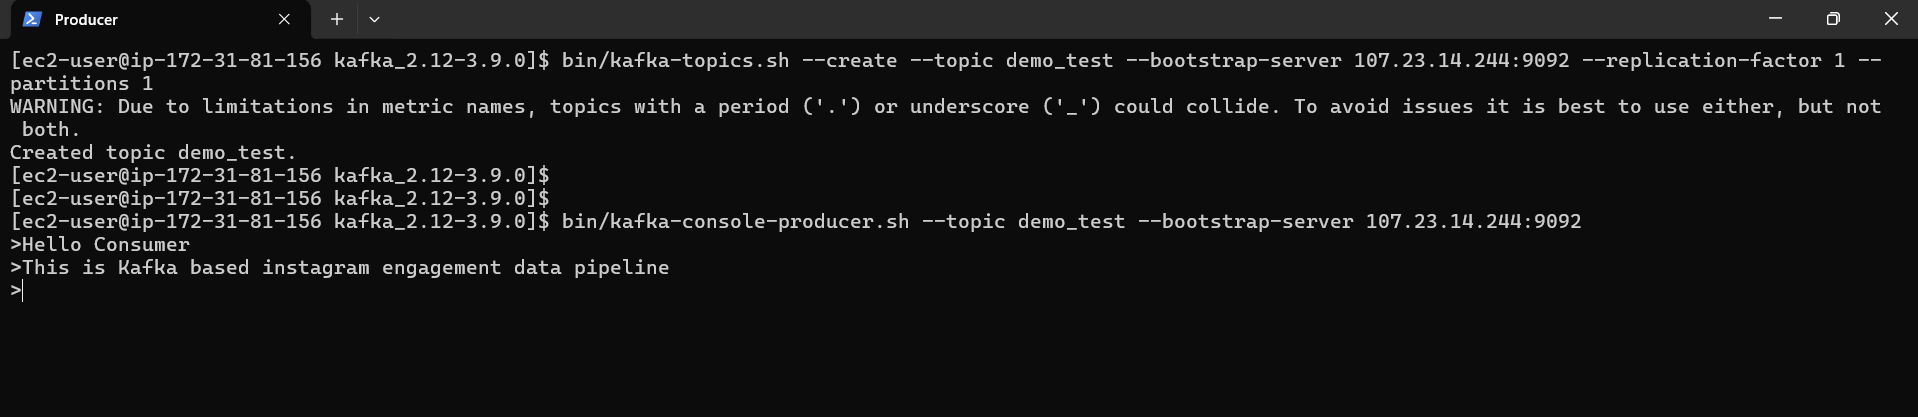 Producer
[ec2-user@ip-172-31-81-156 kafka_2.12-3.9.0]$ bin/kafka-topics.sh --create --topic demo_test --bootstrap-server 107.23.14.244:9092 --replication-factor 1 --
partitions 1
WARNING: Due to limitations in metric names, topics with a period ('.') or underscore ('_') could collide. To avoid issues it is best to use either, but not
 both.
Created topic demo_test.
[ec2-user@ip-172-31-81-156 kafka_2.12-3.9.0]$
[ec2-user@ip-172-31-81-156 kafka_2.12-3.9.0]$
[ec2-user@ip-172-31-81-156 kafka_2.12-3.9.0]$ bin/kafka-console-producer.sh --topic demo_test --bootstrap-server 107.23.14.244:9092
>Hello Consumer
>This is Kafka based instagram engagement data pipeline
>